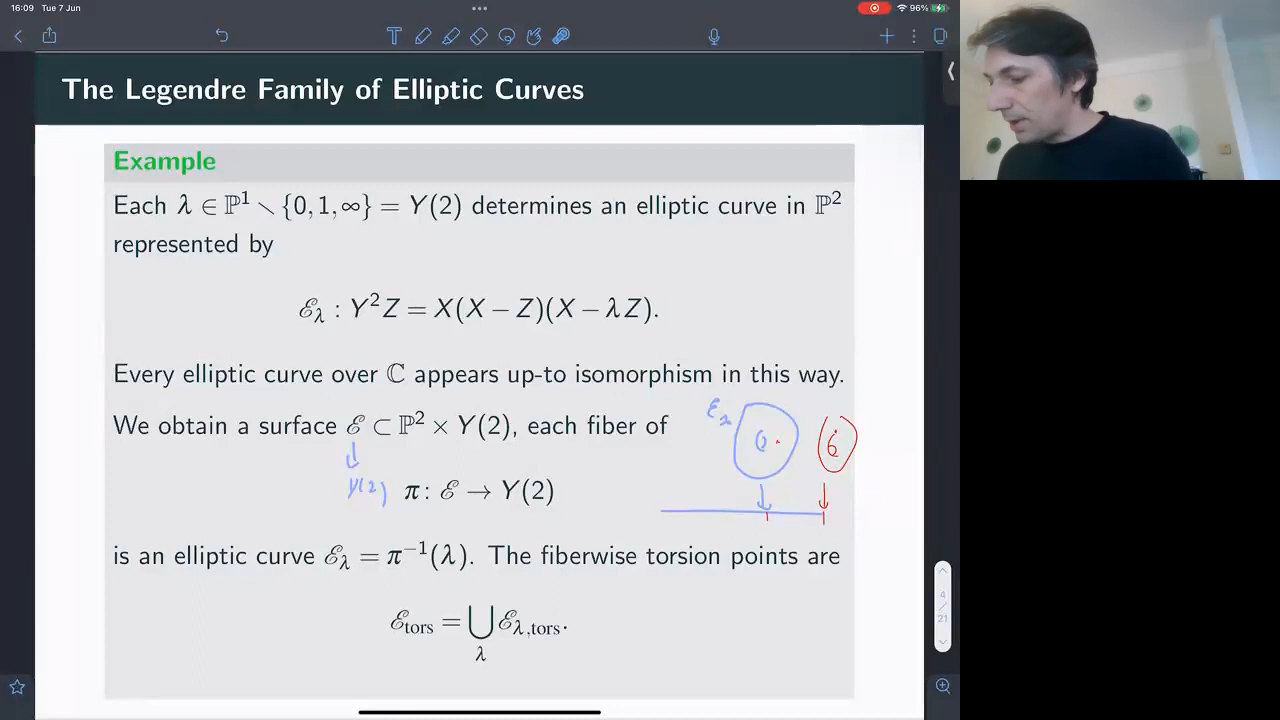 16:09 Tue 7 Jun
96%
The Legendre Family of Elliptic Curves
Example
Each λ ∈ ℙ¹ ∖ {0, 1, ∞} = Y(2) determines an elliptic curve in ℙ²
represented by
ℰ_λ : Y²Z = X(X − Z)(X − λZ).
Every elliptic curve over ℂ appears up-to isomorphism in this way.
We obtain a surface ℰ ⊂ ℙ² × Y(2), each fiber of
ℰ_λ
Y(2)
π : ℰ → Y(2)
is an elliptic curve ℰ_λ = π⁻¹(λ). The fiberwise torsion points are
ℰ_tors = ⋃_λ ℰ_λ,tors.
4
/
21